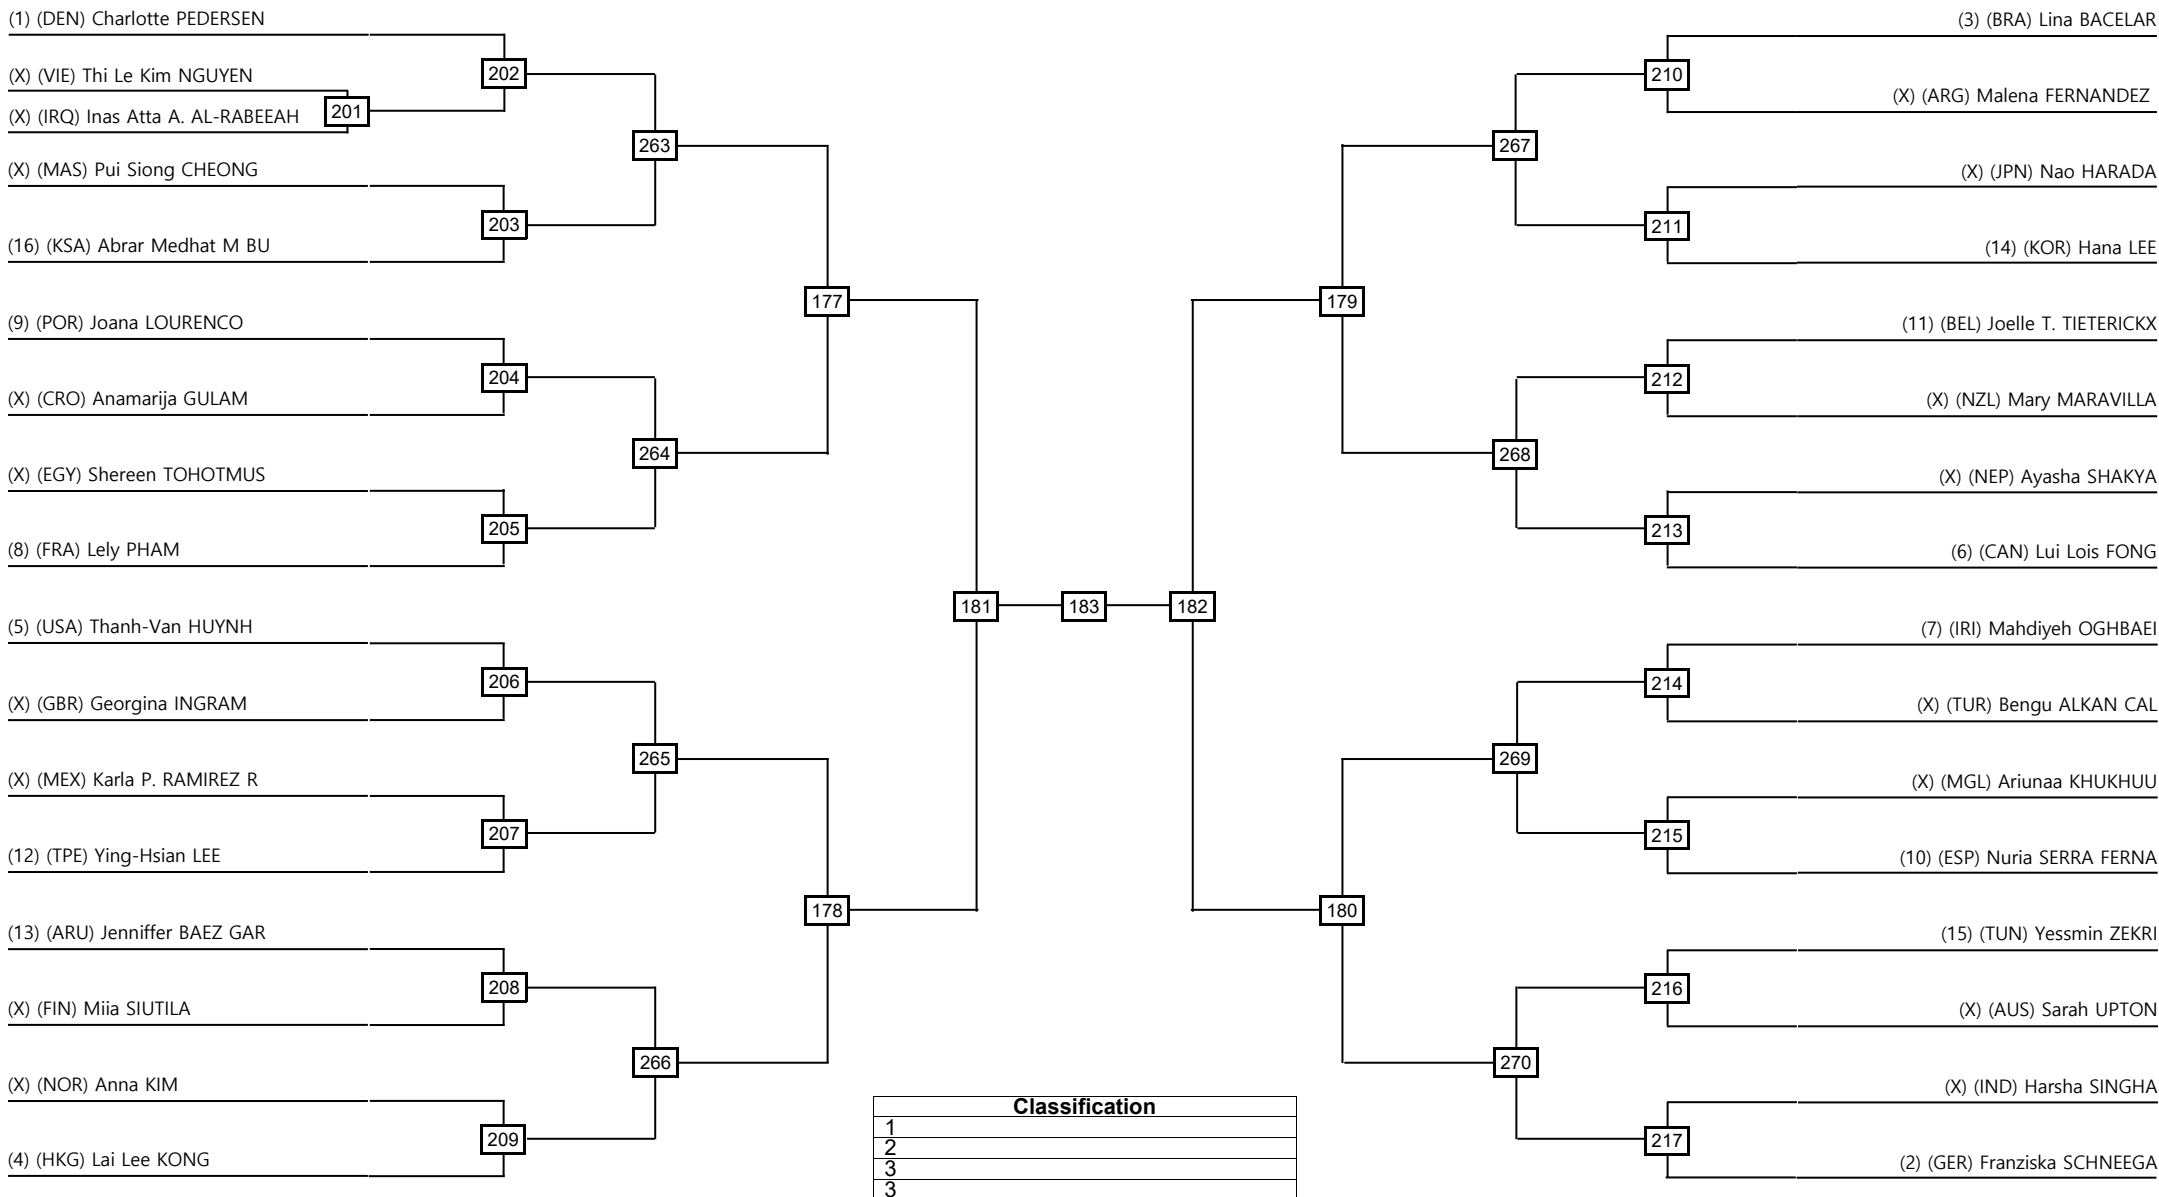 (1) (DEN) Charlotte PEDERSEN
(X) (VIE) Thi Le Kim NGUYEN
(X) (IRQ) Inas Atta A. AL-RABEEAH
(X) (MAS) Pui Siong CHEONG
(16) (KSA) Abrar Medhat M BU
(9) (POR) Joana LOURENCO
(X) (CRO) Anamarija GULAM
(X) (EGY) Shereen TOHOTMUS
(8) (FRA) Lely PHAM
(5) (USA) Thanh-Van HUYNH
(X) (GBR) Georgina INGRAM
(X) (MEX) Karla P. RAMIREZ R
(12) (TPE) Ying-Hsian LEE
(13) (ARU) Jenniffer BAEZ GAR
(X) (FIN) Miia SIUTILA
(X) (NOR) Anna KIM
(4) (HKG) Lai Lee KONG
201
202
203
204
205
206
207
208
209
263
264
265
266
177
178
181
183
182
179
180
267
268
269
270
210
211
212
213
214
215
216
217
(3) (BRA) Lina BACELAR
(X) (ARG) Malena FERNANDEZ
(X) (JPN) Nao HARADA
(14) (KOR) Hana LEE
(11) (BEL) Joelle T. TIETERICKX
(X) (NZL) Mary MARAVILLA
(X) (NEP) Ayasha SHAKYA
(6) (CAN) Lui Lois FONG
(7) (IRI) Mahdiyeh OGHBAEI
(X) (TUR) Bengu ALKAN CAL
(X) (MGL) Ariunaa KHUKHUU
(10) (ESP) Nuria SERRA FERNA
(15) (TUN) Yessmin ZEKRI
(X) (AUS) Sarah UPTON
(X) (IND) Harsha SINGHA
(2) (GER) Franziska SCHNEEGA
Classification
1
2
3
3